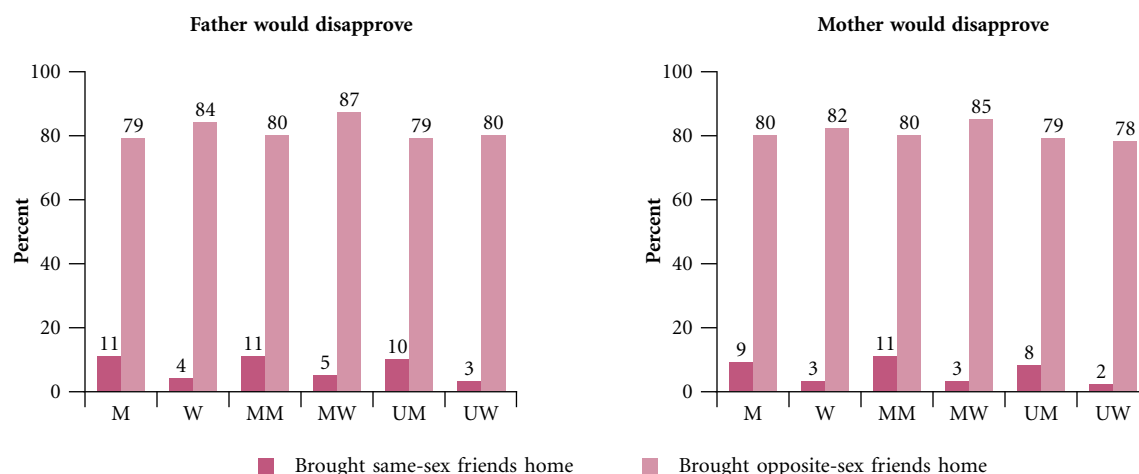 Father would disapprove
Percent
100
80
60
40
20
0
11 79 4 84 11 80 5 87 10 79 3 80
M W MM MW UM UW
Mother would disapprove
Percent
100
80
60
40
20
0
9 80 3 82 11 80 3 85 8 79 2 78
M W MM MW UM UW
Brought same-sex friends home
Brought opposite-sex friends home